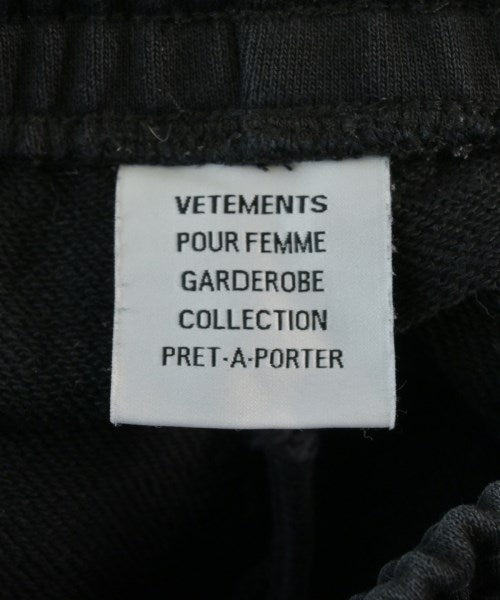 VETEMENTS
POUR FEMME
GARDEROBE
COLLECTION
PRET-A-PORTER